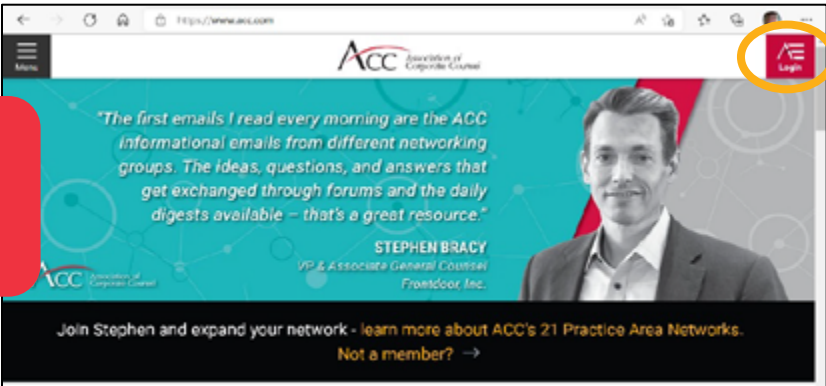 https://www.acc.com
Menu
ACC Association of
Corporate Counsel
Login
"The first emails I read every morning are the ACC
informational emails from different networking
groups. The ideas, questions, and answers that
get exchanged through forums and the daily
digests available – that's a great resource."
STEPHEN BRACY
VP & Associate General Counsel
Frontdoor, Inc.
ACC Association of
Corporate Counsel
Join Stephen and expand your network - learn more about ACC's 21 Practice Area Networks.
Not a member? →